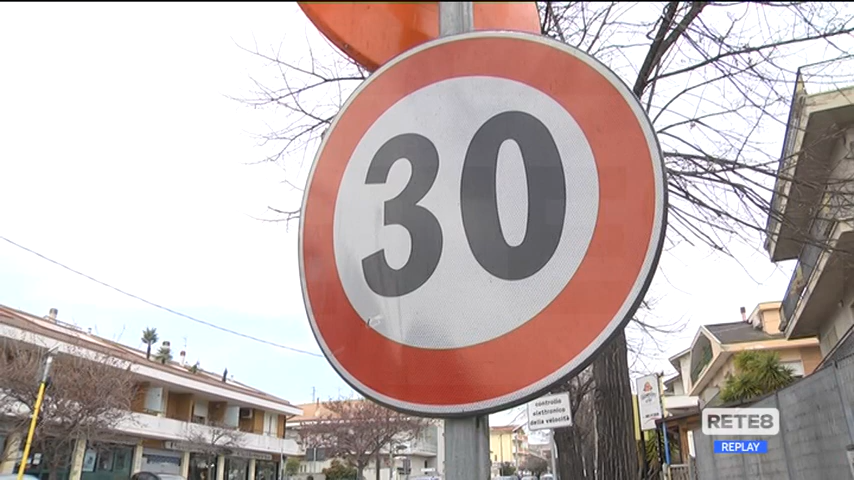 30
controllo
elettronico
della velocità
RETE8
REPLAY